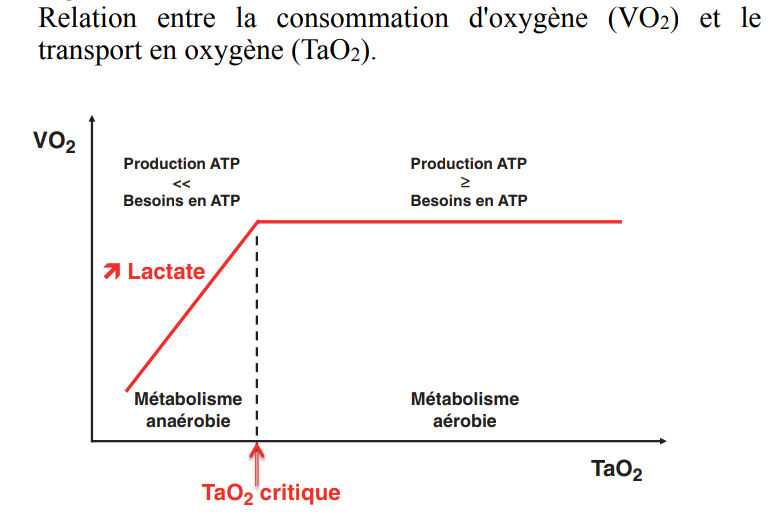 Relation entre la consommation d'oxygène (VO₂) et le
transport en oxygène (TaO₂).
VO₂
Production ATP
<<
Besoins en ATP
Production ATP
≥
Besoins en ATP
↗ Lactate
Métabolisme
anaérobie
Métabolisme
aérobie
TaO₂
TaO₂ critique